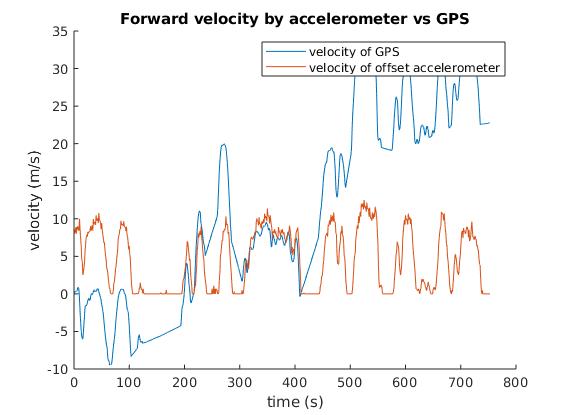 Forward velocity by accelerometer vs GPS
velocity of GPS
velocity of offset accelerometer
35
30
25
20
15
10
5
0
-5
-10
velocity (m/s)
0 100 200 300 400 500 600 700 800
time (s)